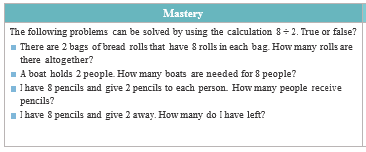 Mastery
The following problems can be solved by using the calculation 8 ÷ 2. True or false?
There are 2 bags of bread rolls that have 8 rolls in each bag. How many rolls are
there altogether?
A boat holds 2 people. How many boats are needed for 8 people?
I have 8 pencils and give 2 pencils to each person. How many people receive
pencils?
I have 8 pencils and give 2 away. How many do I have left?